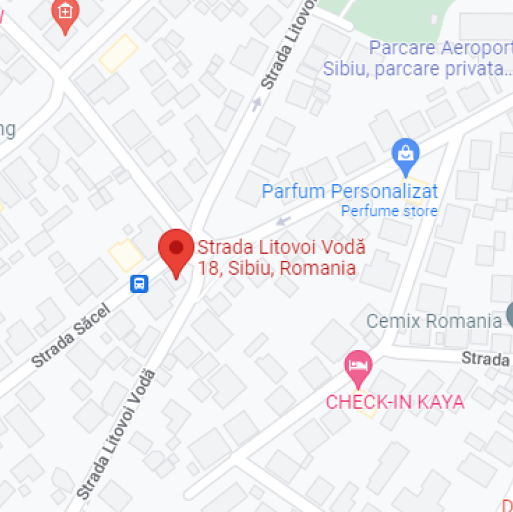 Strada Litovoi
Parcare Aeroport
Sibiu, parcare privata...
ng
Parfum Personalizat
Perfume store
Strada Litovoi Vodă
18, Sibiu, Romania
Strada Săcel
Cemix Romania
Strada
Strada Litovoi Vodă
CHECK-IN KAYA
D